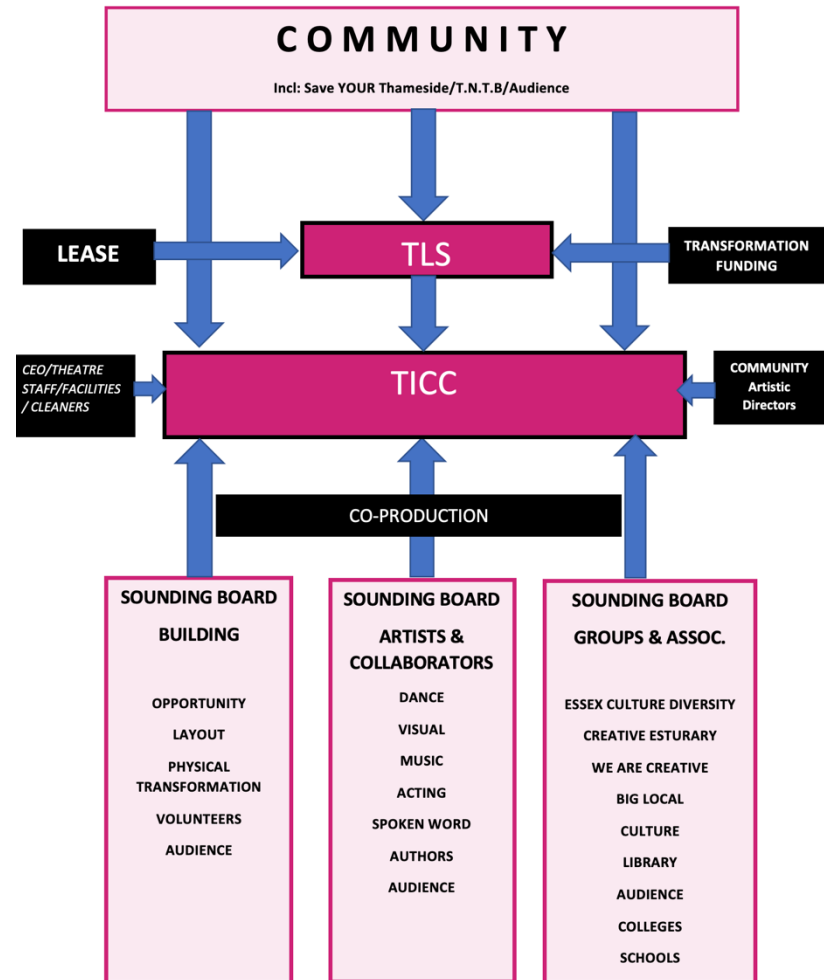 COMMUNITY
Incl: Save YOUR Thameside/T.N.T.B/Audience
LEASE
TLS
TRANSFORMATION
FUNDING
CEO/THEATRE
STAFF/FACILITIES
/ CLEANERS
TICC
COMMUNITY
Artistic
Directors
CO-PRODUCTION
SOUNDING BOARD
BUILDING
OPPORTUNITY
LAYOUT
PHYSICAL
TRANSFORMATION
VOLUNTEERS
AUDIENCE
SOUNDING BOARD
ARTISTS &
COLLABORATORS
DANCE
VISUAL
MUSIC
ACTING
SPOKEN WORD
AUTHORS
AUDIENCE
SOUNDING BOARD
GROUPS & ASSOC.
ESSEX CULTURE DIVERSITY
CREATIVE ESTURARY
WE ARE CREATIVE
BIG LOCAL
CULTURE
LIBRARY
AUDIENCE
COLLEGES
SCHOOLS